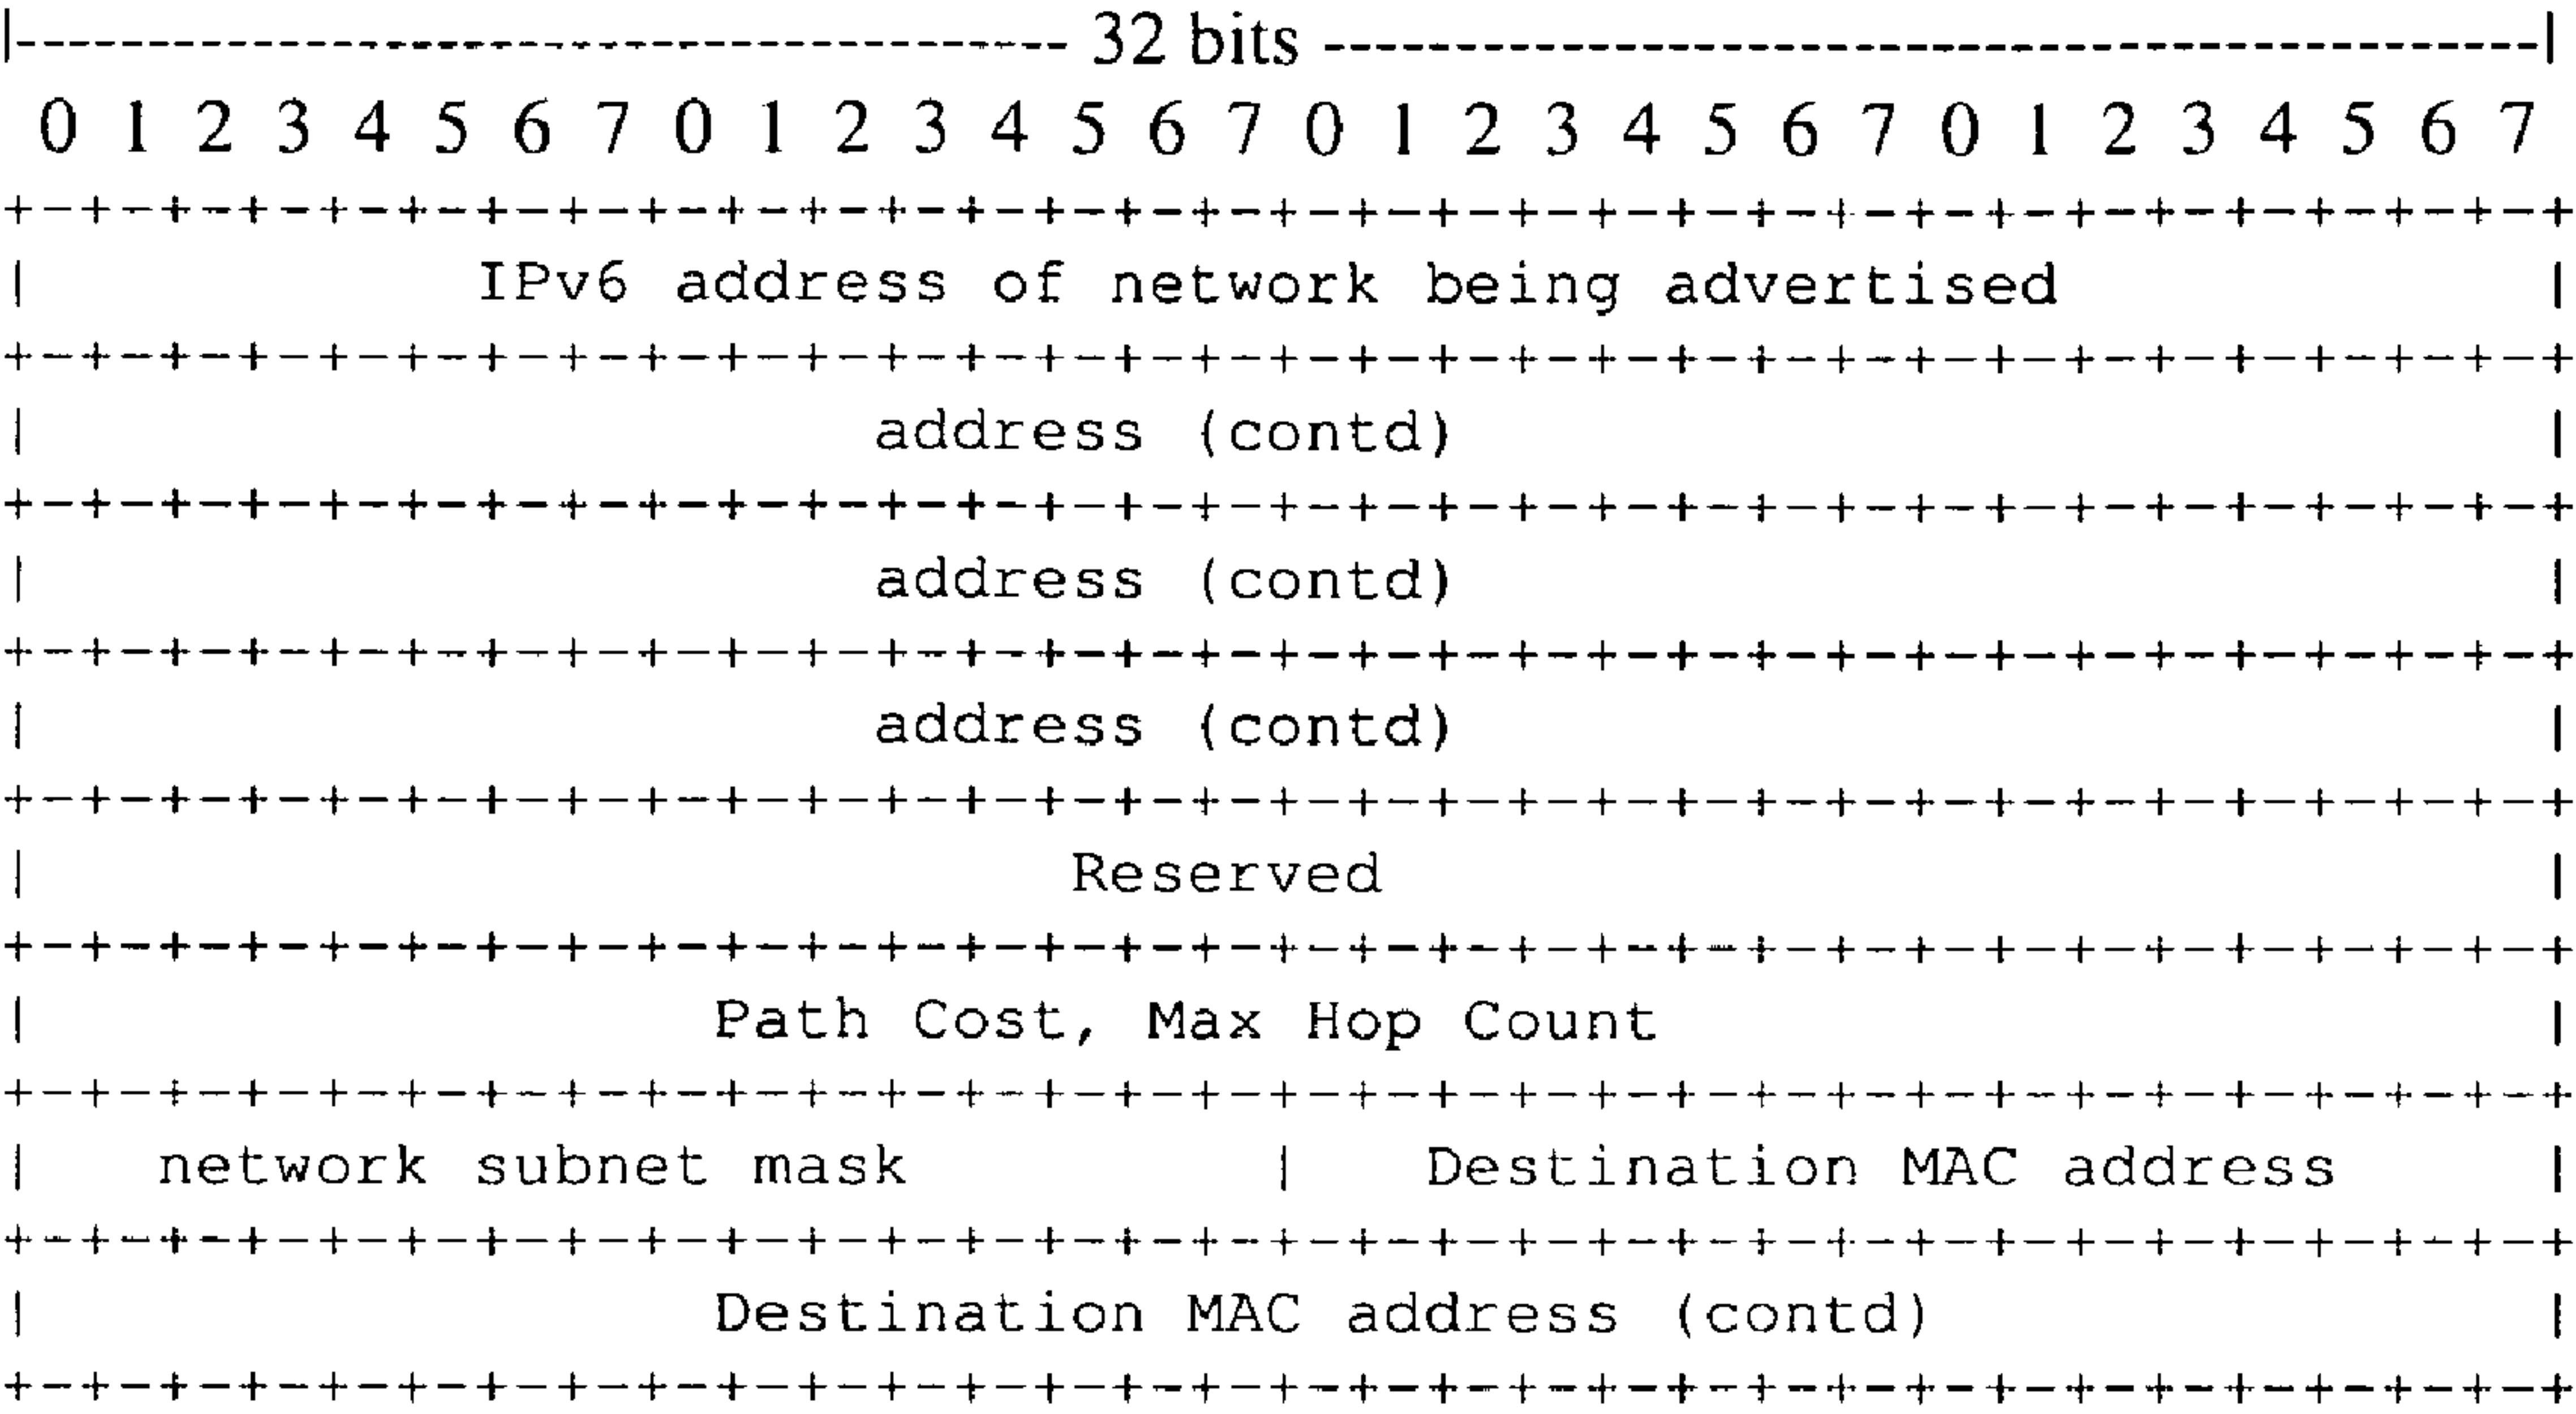 |---------------------------------------- 32 bits -----------------------------------------------|
0 1 2 3 4 5 6 7 0 1 2 3 4 5 6 7 0 1 2 3 4 5 6 7 0 1 2 3 4 5 6 7
+-+-+-+-+-+-+-+-+-+-+-+-+-+-+-+-+-+-+-+-+-+-+-+-+-+-+-+-+-+-+-+-+
| IPv6 address of network being advertised |
+-+-+-+-+-+-+-+-+-+-+-+-+-+-+-+-+-+-+-+-+-+-+-+-+-+-+-+-+-+-+-+-+
| address (contd) |
+-+-+-+-+-+-+-+-+-+-+-+-+-+-+-+-+-+-+-+-+-+-+-+-+-+-+-+-+-+-+-+-+
| address (contd) |
+-+-+-+-+-+-+-+-+-+-+-+-+-+-+-+-+-+-+-+-+-+-+-+-+-+-+-+-+-+-+-+-+
| address (contd) |
+-+-+-+-+-+-+-+-+-+-+-+-+-+-+-+-+-+-+-+-+-+-+-+-+-+-+-+-+-+-+-+-+
| Reserved |
+-+-+-+-+-+-+-+-+-+-+-+-+-+-+-+-+-+-+-+-+-+-+-+-+-+-+-+-+-+-+-+-+
| Path Cost, Max Hop Count |
+-+-+-+-+-+-+-+-+-+-+-+-+-+-+-+-+-+-+-+-+-+-+-+-+-+-+-+-+-+-+-+-+
| network subnet mask | Destination MAC address |
+-+-+-+-+-+-+-+-+-+-+-+-+-+-+-+-+-+-+-+-+-+-+-+-+-+-+-+-+-+-+-+-+
| Destination MAC address (contd) |
+-+-+-+-+-+-+-+-+-+-+-+-+-+-+-+-+-+-+-+-+-+-+-+-+-+-+-+-+-+-+-+-+